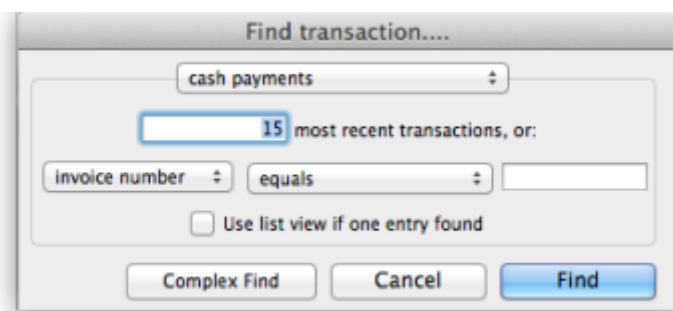 Find transaction....
cash payments
15 most recent transactions, or:
invoice number equals
Use list view if one entry found
Complex Find Cancel Find